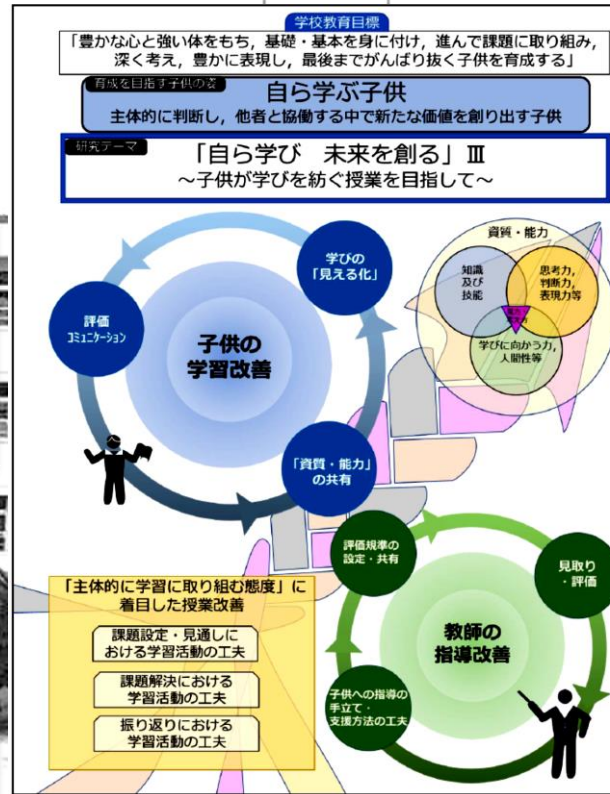 学校教育目標
「豊かな心と強い体をもち，基礎・基本を身に付け，進んで課題に取り組み，
深く考え，豊かに表現し，最後までがんばり抜く子供を育成する」
育成を目指す子供の姿
自ら学ぶ子供
主体的に判断し，他者と協働する中で新たな価値を創り出す子供
研究テーマ
「自ら学び　未来を創る」Ⅲ
～子供が学びを紡ぐ授業を目指して～
学びの
「見える化」
評価
コミュニケーション
子供の
学習改善
「資質・能力」
の共有
資質・能力
知識
及び
技能
思考力，
判断力，
表現力等
学びに向かう力，
人間性等
評価規準の
設定・共有
見取り
・評価
教師の
指導改善
子供への指導の
手立て・
支援方法の工夫
「主体的に学習に取り組む態度」に
着目した授業改善
課題設定・見通しに
おける学習活動の工夫
課題解決における
学習活動の工夫
振り返りにおける
学習活動の工夫